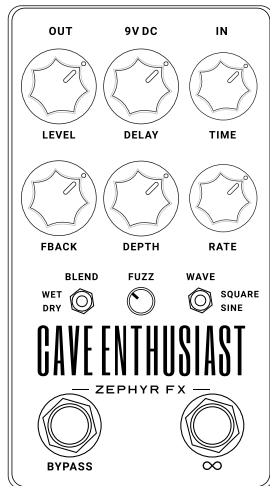 OUT 9V DC IN
LEVEL DELAY TIME
FBACK DEPTH RATE
BLEND FUZZ WAVE
WET SQUARE
DRY SINE
CAVE ENTHUSIAST
ZEPHYR FX
BYPASS ∞